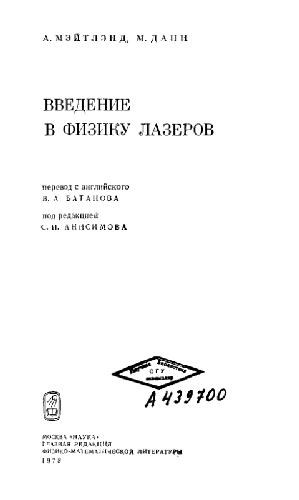 А. МЭЙТЛЭНД, М. ДАНН
ВВЕДЕНИЕ
В ФИЗИКУ ЛАЗЕРОВ
перевод с английского
В. А. БАТАНОВА
под редакцией
С. И. АНИСИМОВА
А 439700
МОСКВА «НАУКА»
ГЛАВНАЯ РЕДАКЦИЯ
ФИЗИКО-МАТЕМАТИЧЕСКОЙ ЛИТЕРАТУРЫ
1978